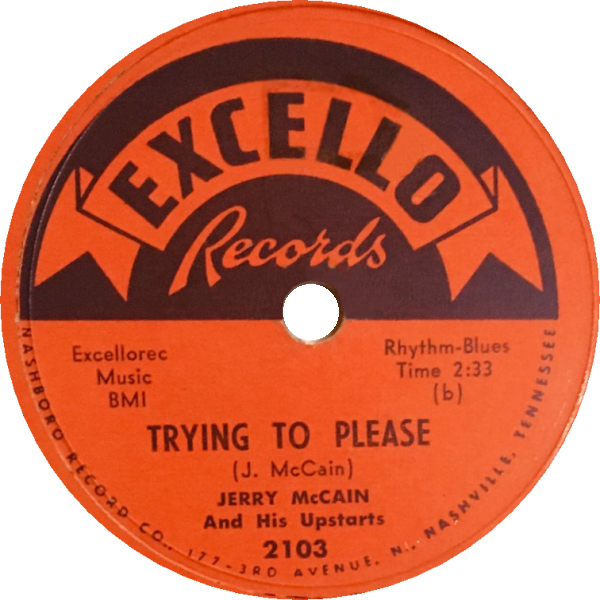 EXCELLO
Records
Excellorec
Music
BMI
Rhythm-Blues
Time 2:33
(b)
TRYING TO PLEASE
(J. McCain)
JERRY McCAIN
And His Upstarts
2103
NASHBORO RECORD CO., 177-3RD AVENUE, N., NASHVILLE, TENNESSEE